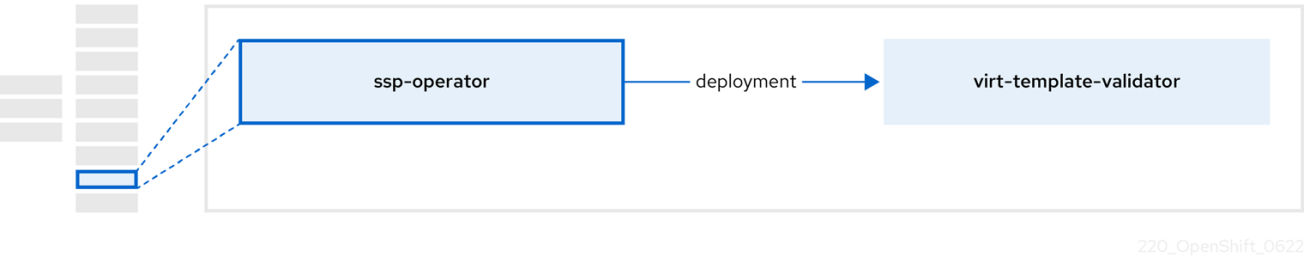 ssp-operator
deployment
virt-template-validator
220_OpenShift_0622